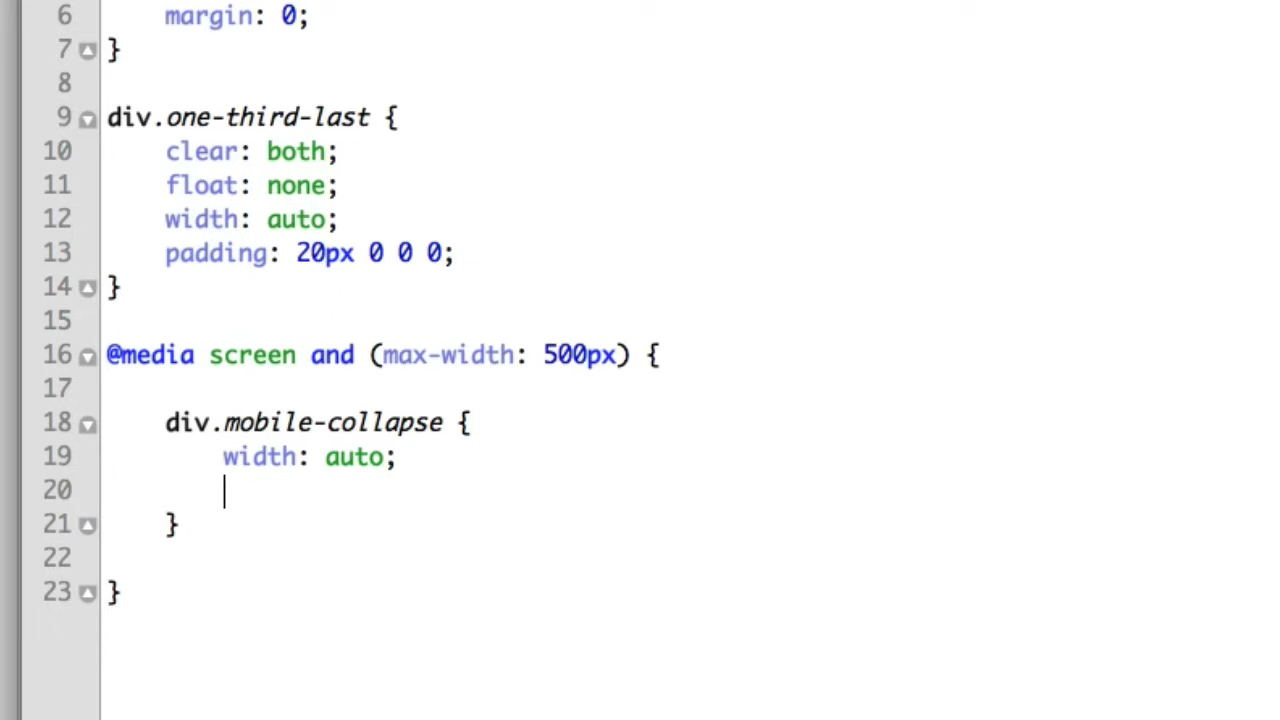 6 margin: 0;
7 }
8
9 div.one-third-last {
10 clear: both;
11 float: none;
12 width: auto;
13 padding: 20px 0 0 0;
14 }
15
16 @media screen and (max-width: 500px) {
17
18 div.mobile-collapse {
19 width: auto;
20
21 }
22
23 }